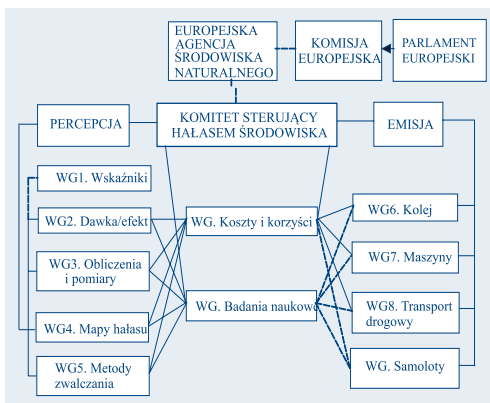 EUROPEJSKA
AGENCJA
ŚRODOWISKA
NATURALNEGO
KOMISJA
EUROPEJSKA
PARLAMENT
EUROPEJSKI
PERCEPCJA
KOMITET STERUJĄCY
HAŁASEM ŚRODOWISKA
EMISJA
WG1. Wskaźniki
WG2. Dawka/efekt
WG3. Obliczenia
i pomiary
WG4. Mapy hałasu
WG5. Metody
zwalczania
WG. Koszty i korzyści
WG. Badania naukowe
WG6. Kolej
WG7. Maszyny
WG8. Transport
drogowy
WG. Samoloty